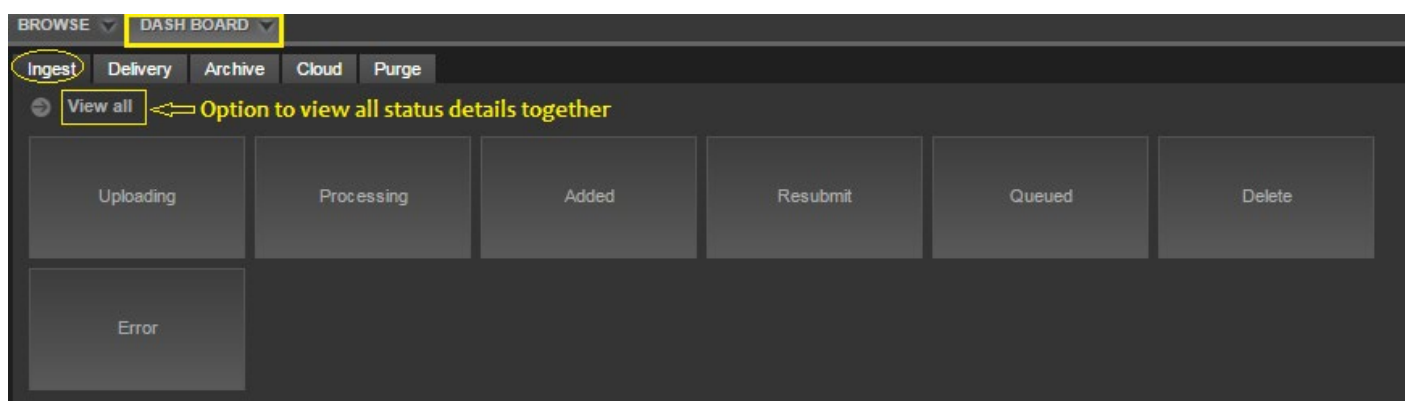 BROWSE DASH BOARD
Ingest Delivery Archive Cloud Purge
View all Option to view all status details together
Uploading Processing Added Resubmit Queued Delete
Error